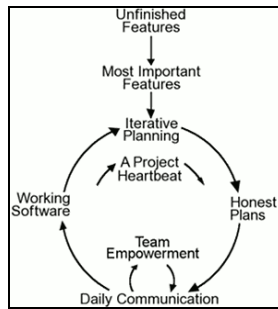 Unfinished
Features
Most Important
Features
Iterative
Planning
A Project
Heartbeat
Working
Software
Honest
Plans
Team
Empowerment
Daily Communication